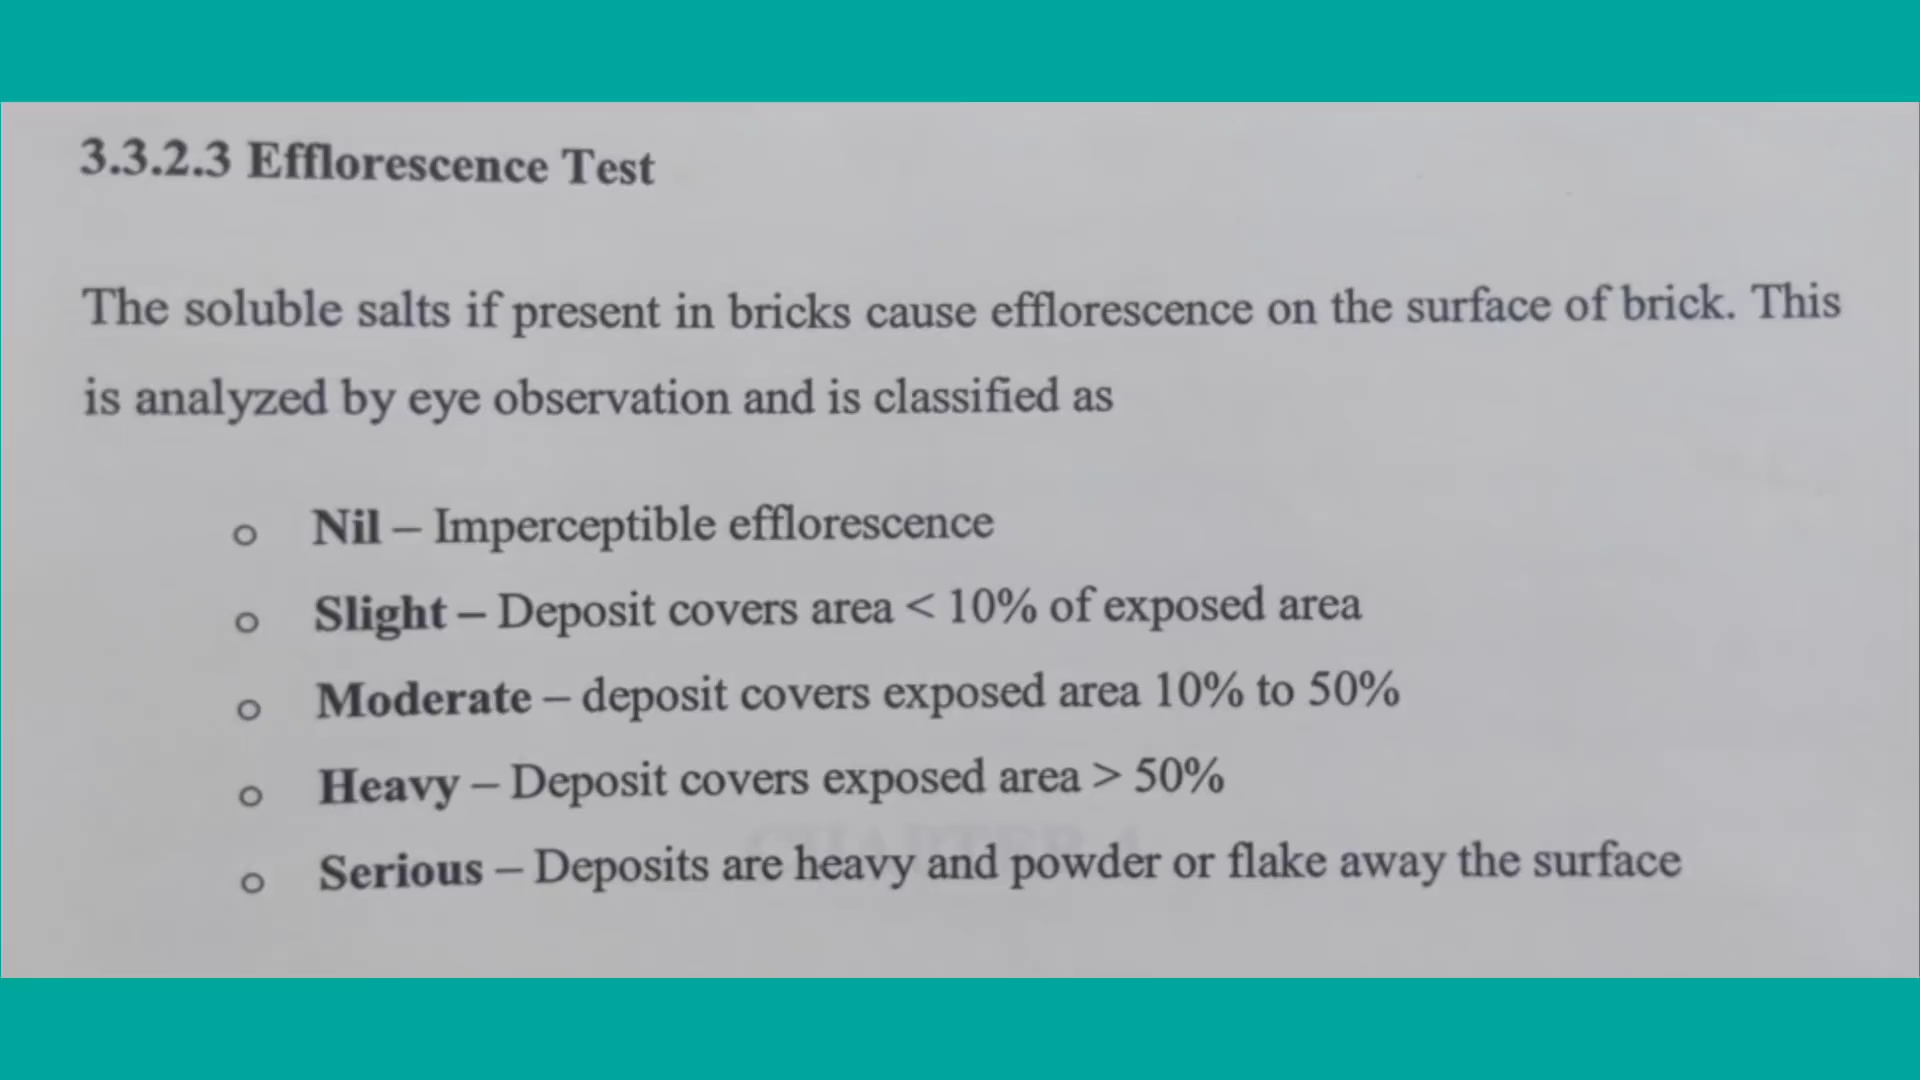 3.3.2.3 Efflorescence Test
The soluble salts if present in bricks cause efflorescence on the surface of brick. This
is analyzed by eye observation and is classified as
o Nil – Imperceptible efflorescence
o Slight – Deposit covers area < 10% of exposed area
o Moderate – deposit covers exposed area 10% to 50%
o Heavy – Deposit covers exposed area > 50%
o Serious – Deposits are heavy and powder or flake away the surface